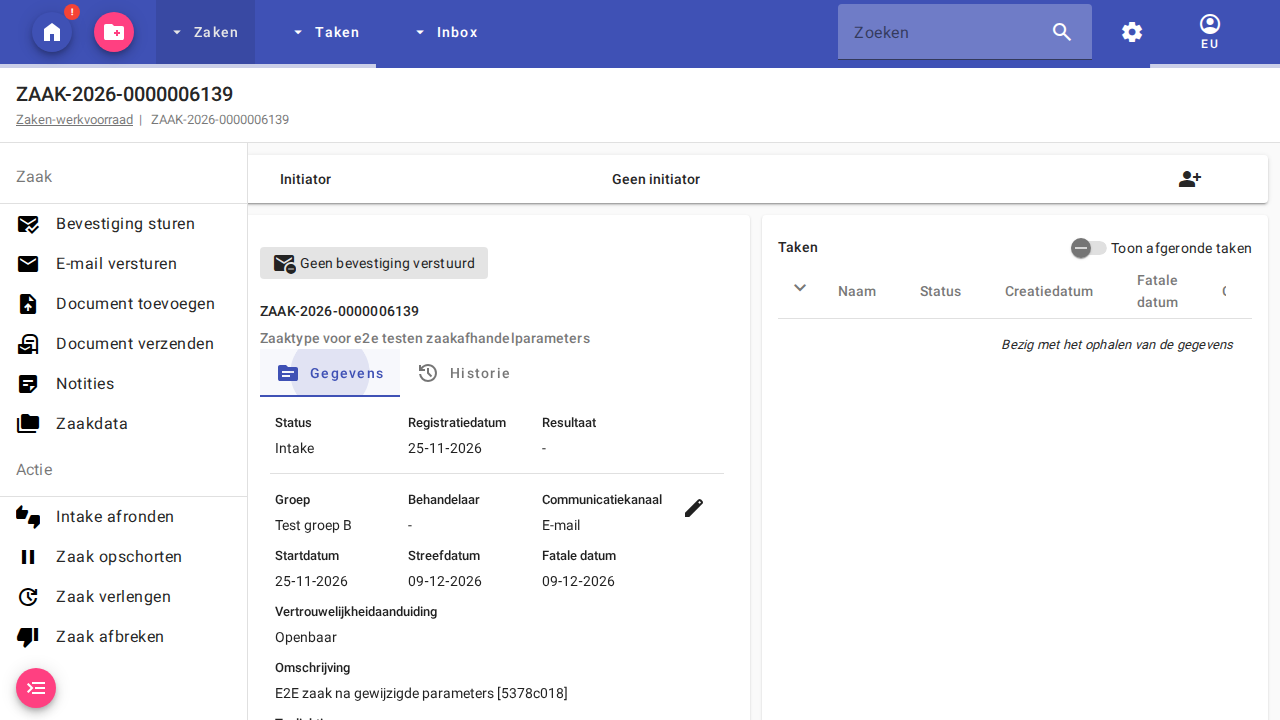 !
Zaken
Taken
Inbox
Zoeken
EU
ZAAK-2026-0000006139
Zaken-werkvoorraad | ZAAK-2026-0000006139
Zaak
Bevestiging sturen
E-mail versturen
Document toevoegen
Document verzenden
Notities
Zaakdata
Actie
Intake afronden
Zaak opschorten
Zaak verlengen
Zaak afbreken
Initiator
Geen initiator
Geen bevestiging verstuurd
ZAAK-2026-0000006139
Zaaktype voor e2e testen zaakafhandelparameters
Gegevens
Historie
Status Registratiedatum Resultaat
Intake 25-11-2026 -
Groep Behandelaar Communicatiekanaal
Test groep B - E-mail
Startdatum Streefdatum Fatale datum
25-11-2026 09-12-2026 09-12-2026
Vertrouwelijkheidaanduiding
Openbaar
Omschrijving
E2E zaak na gewijzigde parameters [5378c018]
Taken
Toon afgeronde taken
Naam Status Creatiedatum Fatale datum
Bezig met het ophalen van de gegevens